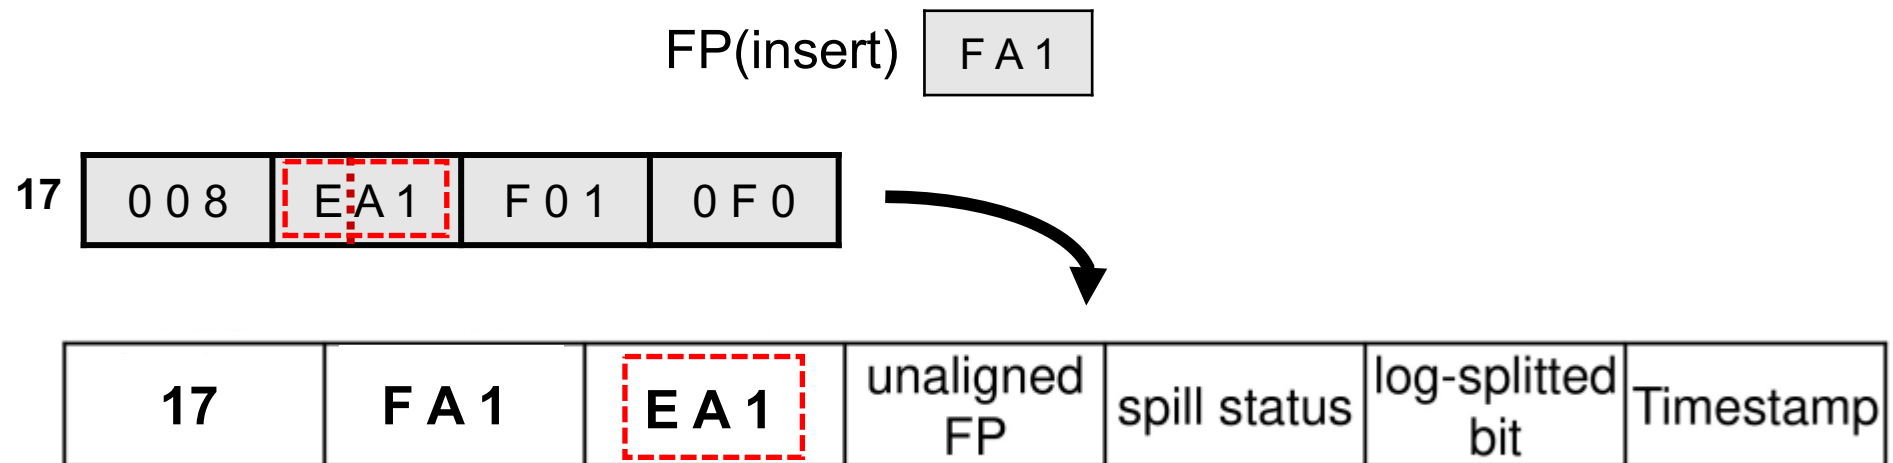 FP(insert) F A 1
17 0 0 8 E A 1 F 0 1 0 F 0
17 F A 1 E A 1 unaligned FP spill status log-splitted bit Timestamp